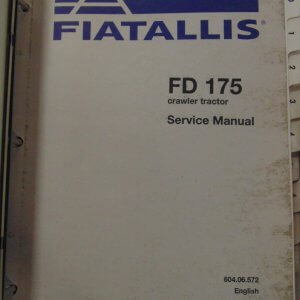 FIATALLIS®
FD 175
crawler tractor
Service Manual
604.06.572
English